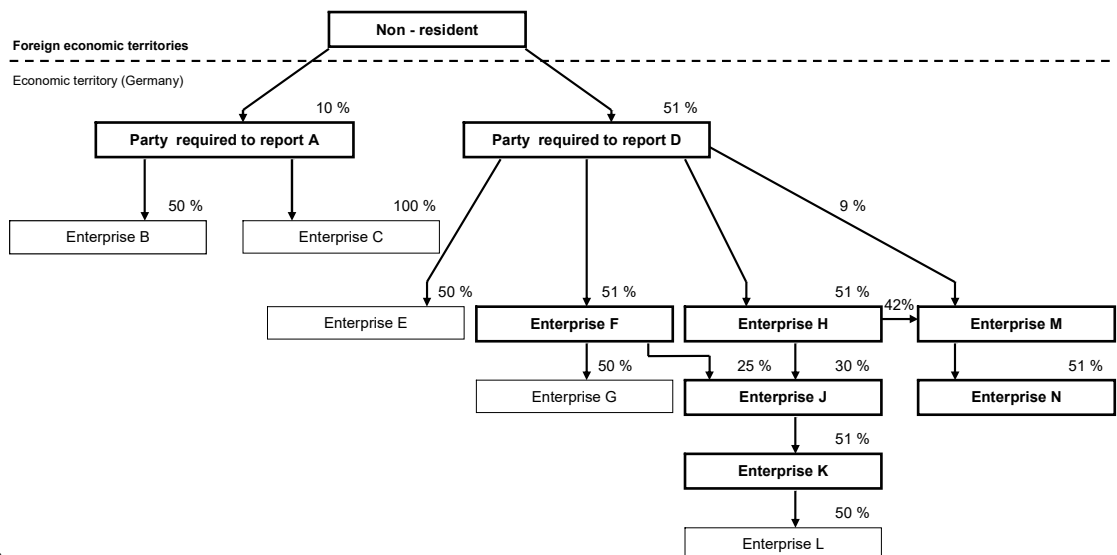 Non - resident
Foreign economic territories
Economic territory (Germany)
10 %
51 %
Party required to report A
Party required to report D
50 %
100 %
9 %
Enterprise B
Enterprise C
50 %
51 %
51 %
42%
Enterprise E
Enterprise F
Enterprise H
Enterprise M
50 %
25 %
30 %
51 %
Enterprise G
Enterprise J
Enterprise N
51 %
Enterprise K
50 %
Enterprise L